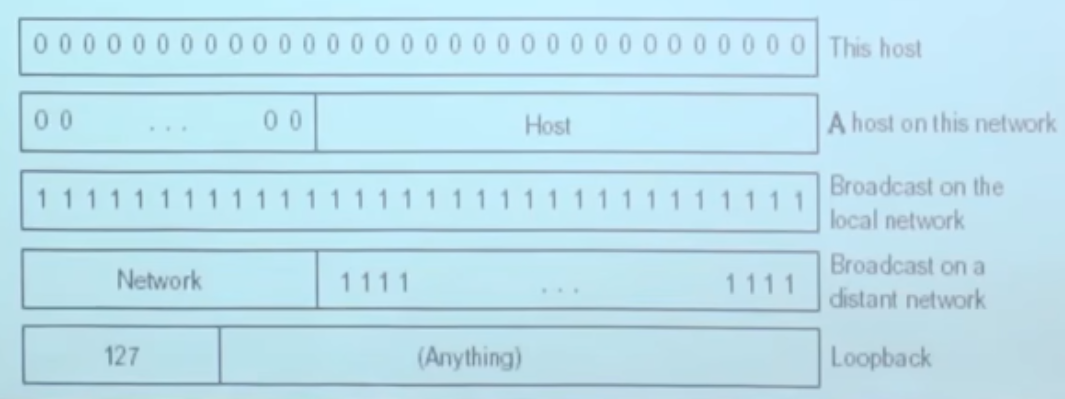 0 0 0 0 0 0 0 0 0 0 0 0 0 0 0 0 0 0 0 0 0 0 0 0 0 0 0 0 0 0 0 0 This host
0 0 ... 0 0 Host A host on this network
1 1 1 1 1 1 1 1 1 1 1 1 1 1 1 1 1 1 1 1 1 1 1 1 1 1 1 1 1 1 1 1 Broadcast on the
local network
Network 1 1 1 1 ... 1 1 1 1 Broadcast on a
distant network
127 (Anything) Loopback